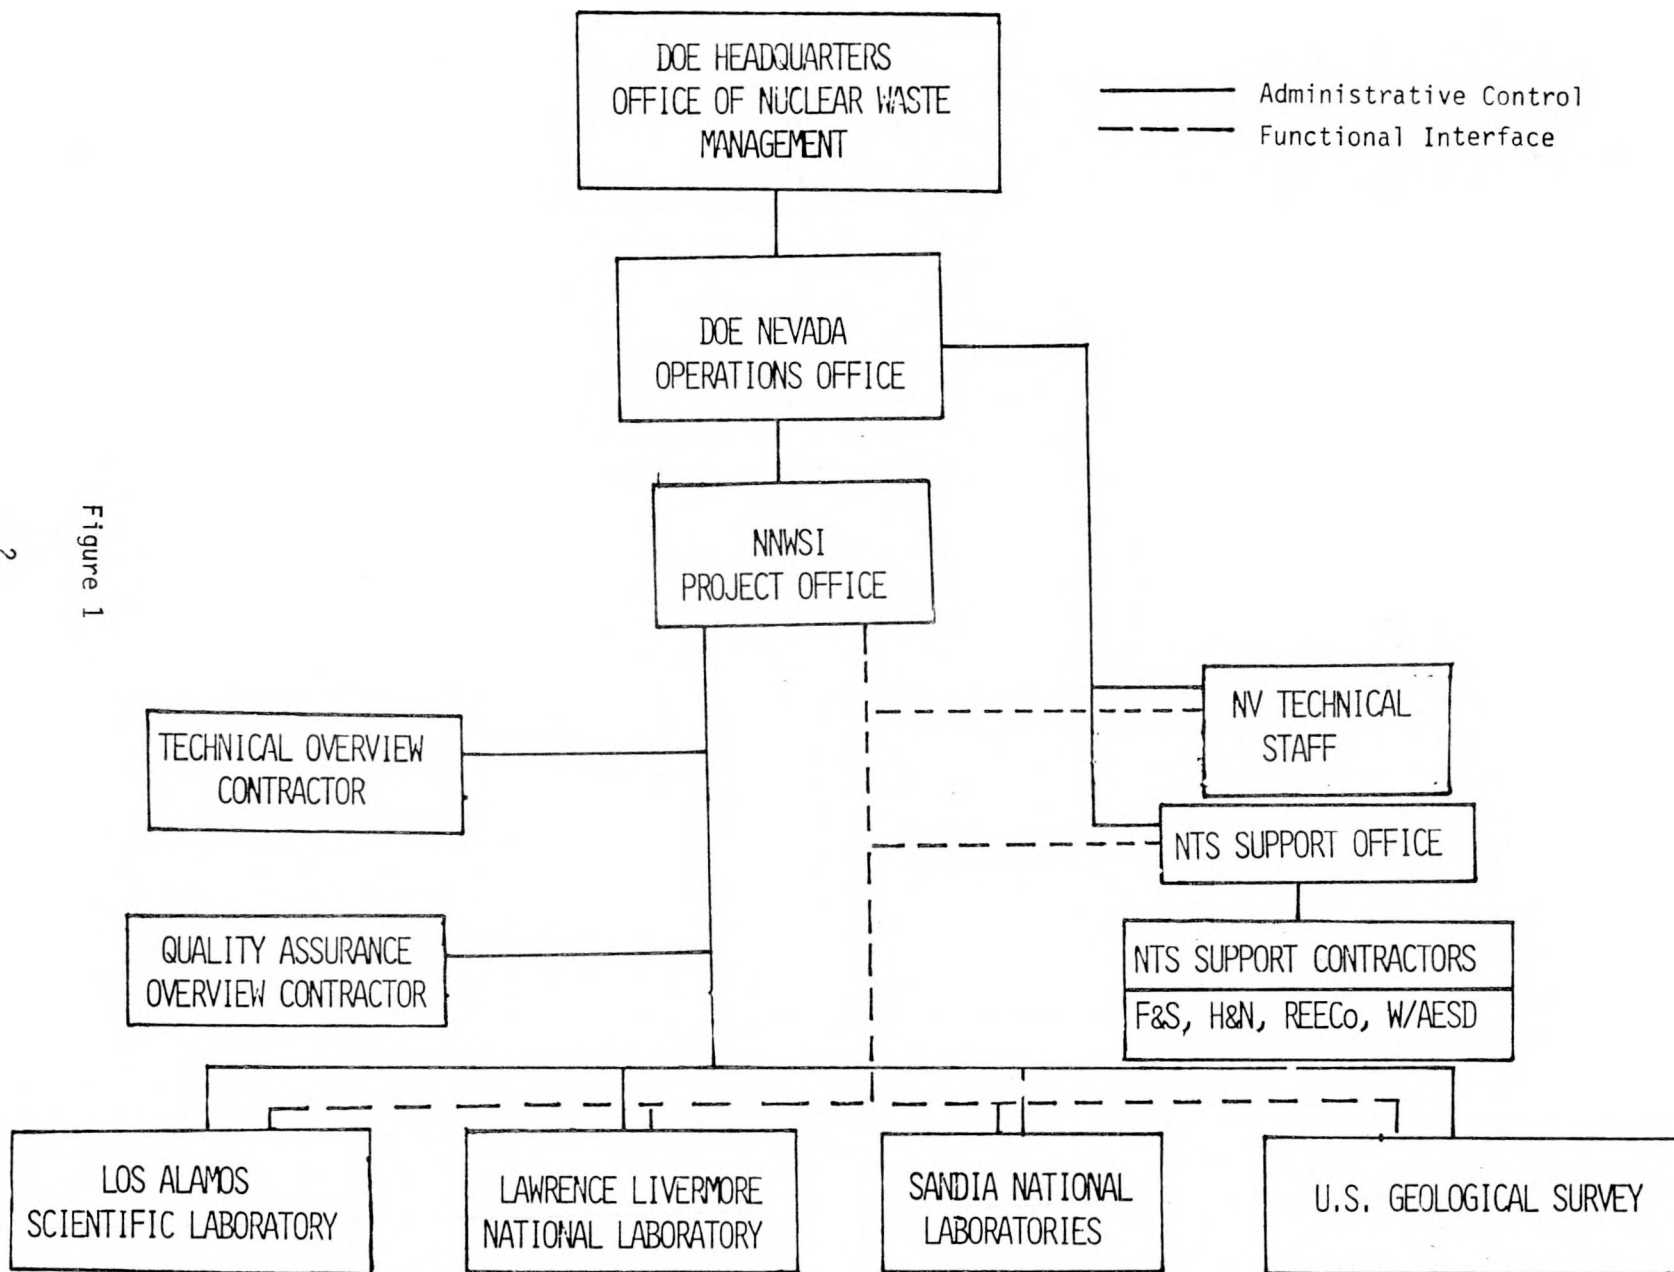 DOE HEADQUARTERS
OFFICE OF NUCLEAR WASTE
MANAGEMENT
Administrative Control
Functional Interface
DOE NEVADA
OPERATIONS OFFICE
NNWSI
PROJECT OFFICE
Figure 1
2
NV TECHNICAL
STAFF
TECHNICAL OVERVIEW
CONTRACTOR
NTS SUPPORT OFFICE
QUALITY ASSURANCE
OVERVIEW CONTRACTOR
NTS SUPPORT CONTRACTORS
F&S, H&N, REECo, W/AESD
LOS ALAMOS
SCIENTIFIC LABORATORY
LAWRENCE LIVERMORE
NATIONAL LABORATORY
SANDIA NATIONAL
LABORATORIES
U.S. GEOLOGICAL SURVEY